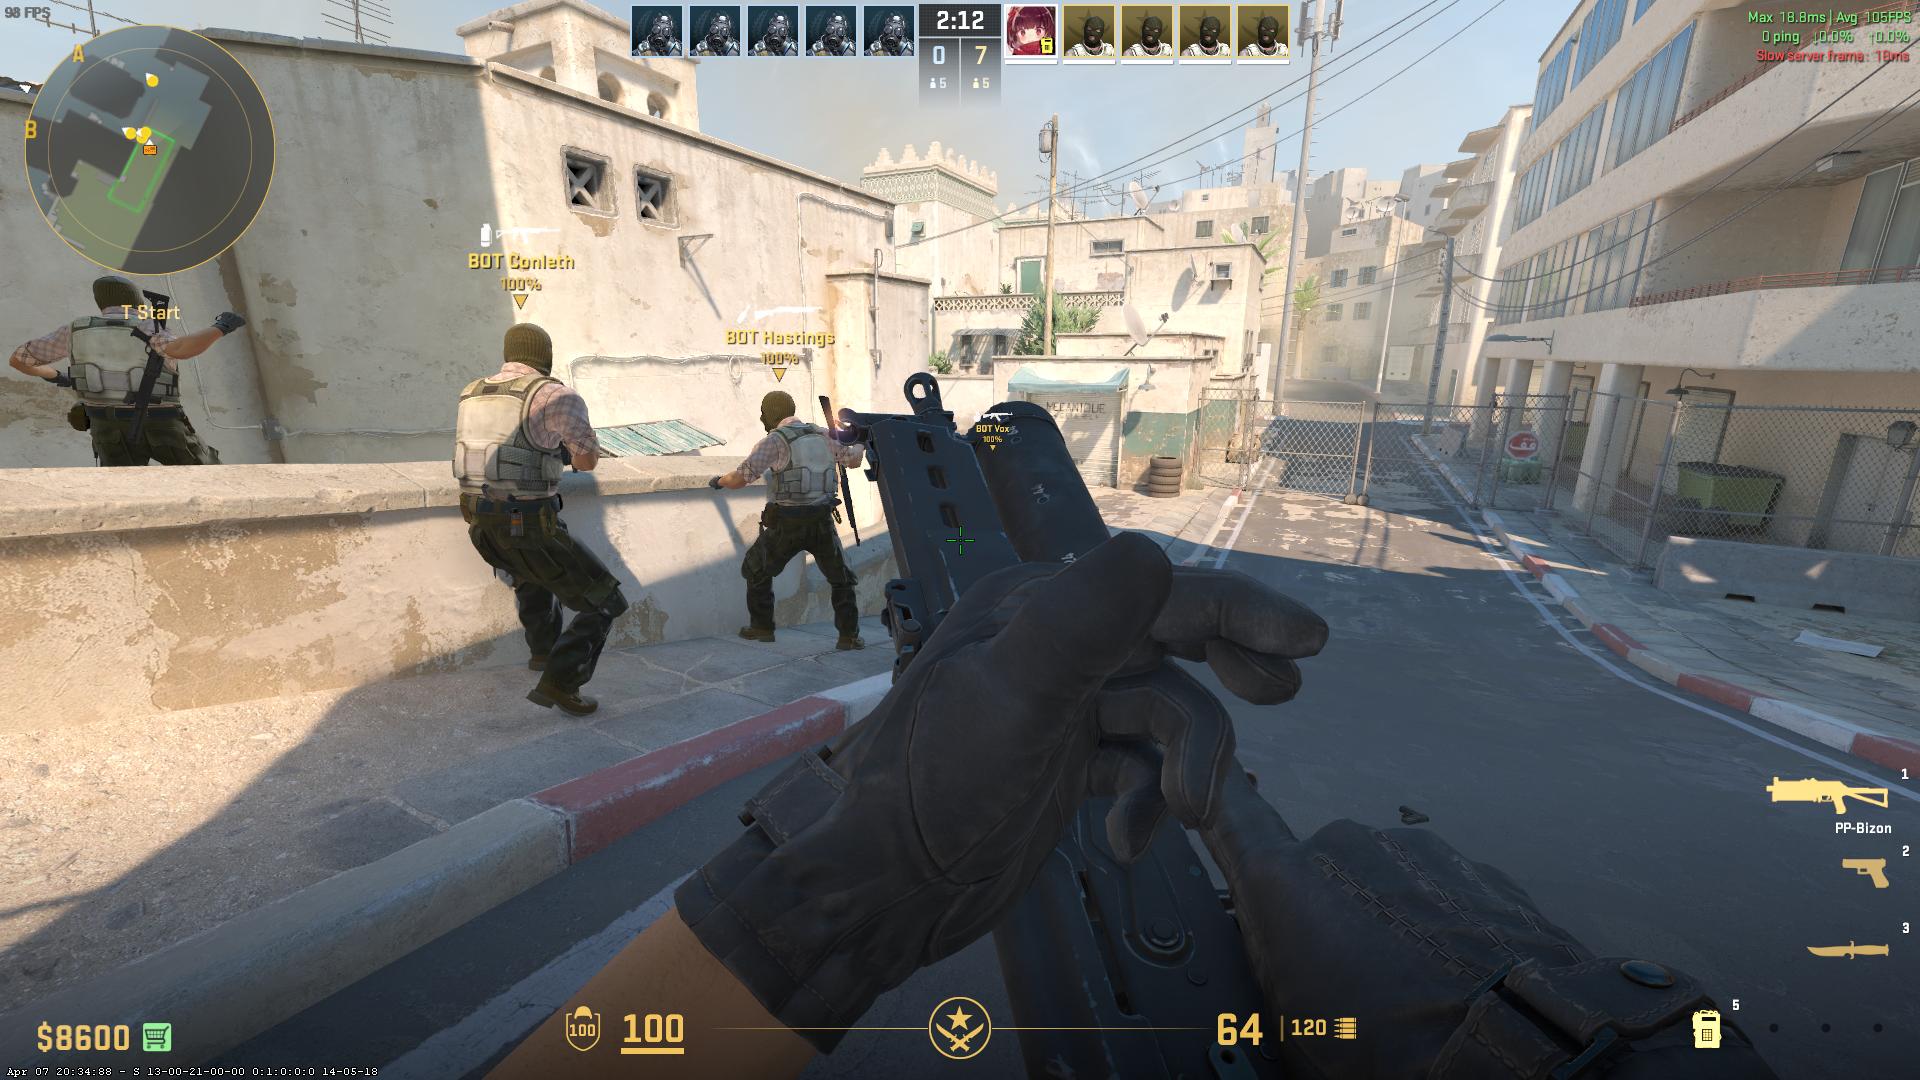 98 FPS
2:12
0 7
5 5
Max 18.8ms | Avg 105FPS
0 ping ↓0.0% ↑0.0%
Slow server frame: 18ms
A
B
T Start
BOT Conleth
100%
BOT Hastings
100%
BOT Vox
100%
MECANIQUE
1
PP-Bizon
2
3
5
$8600
100
100
64 | 120
Apr 07 20:34:88 - S 13-00-21-00-00 0:1:0:0:0 14-05-18